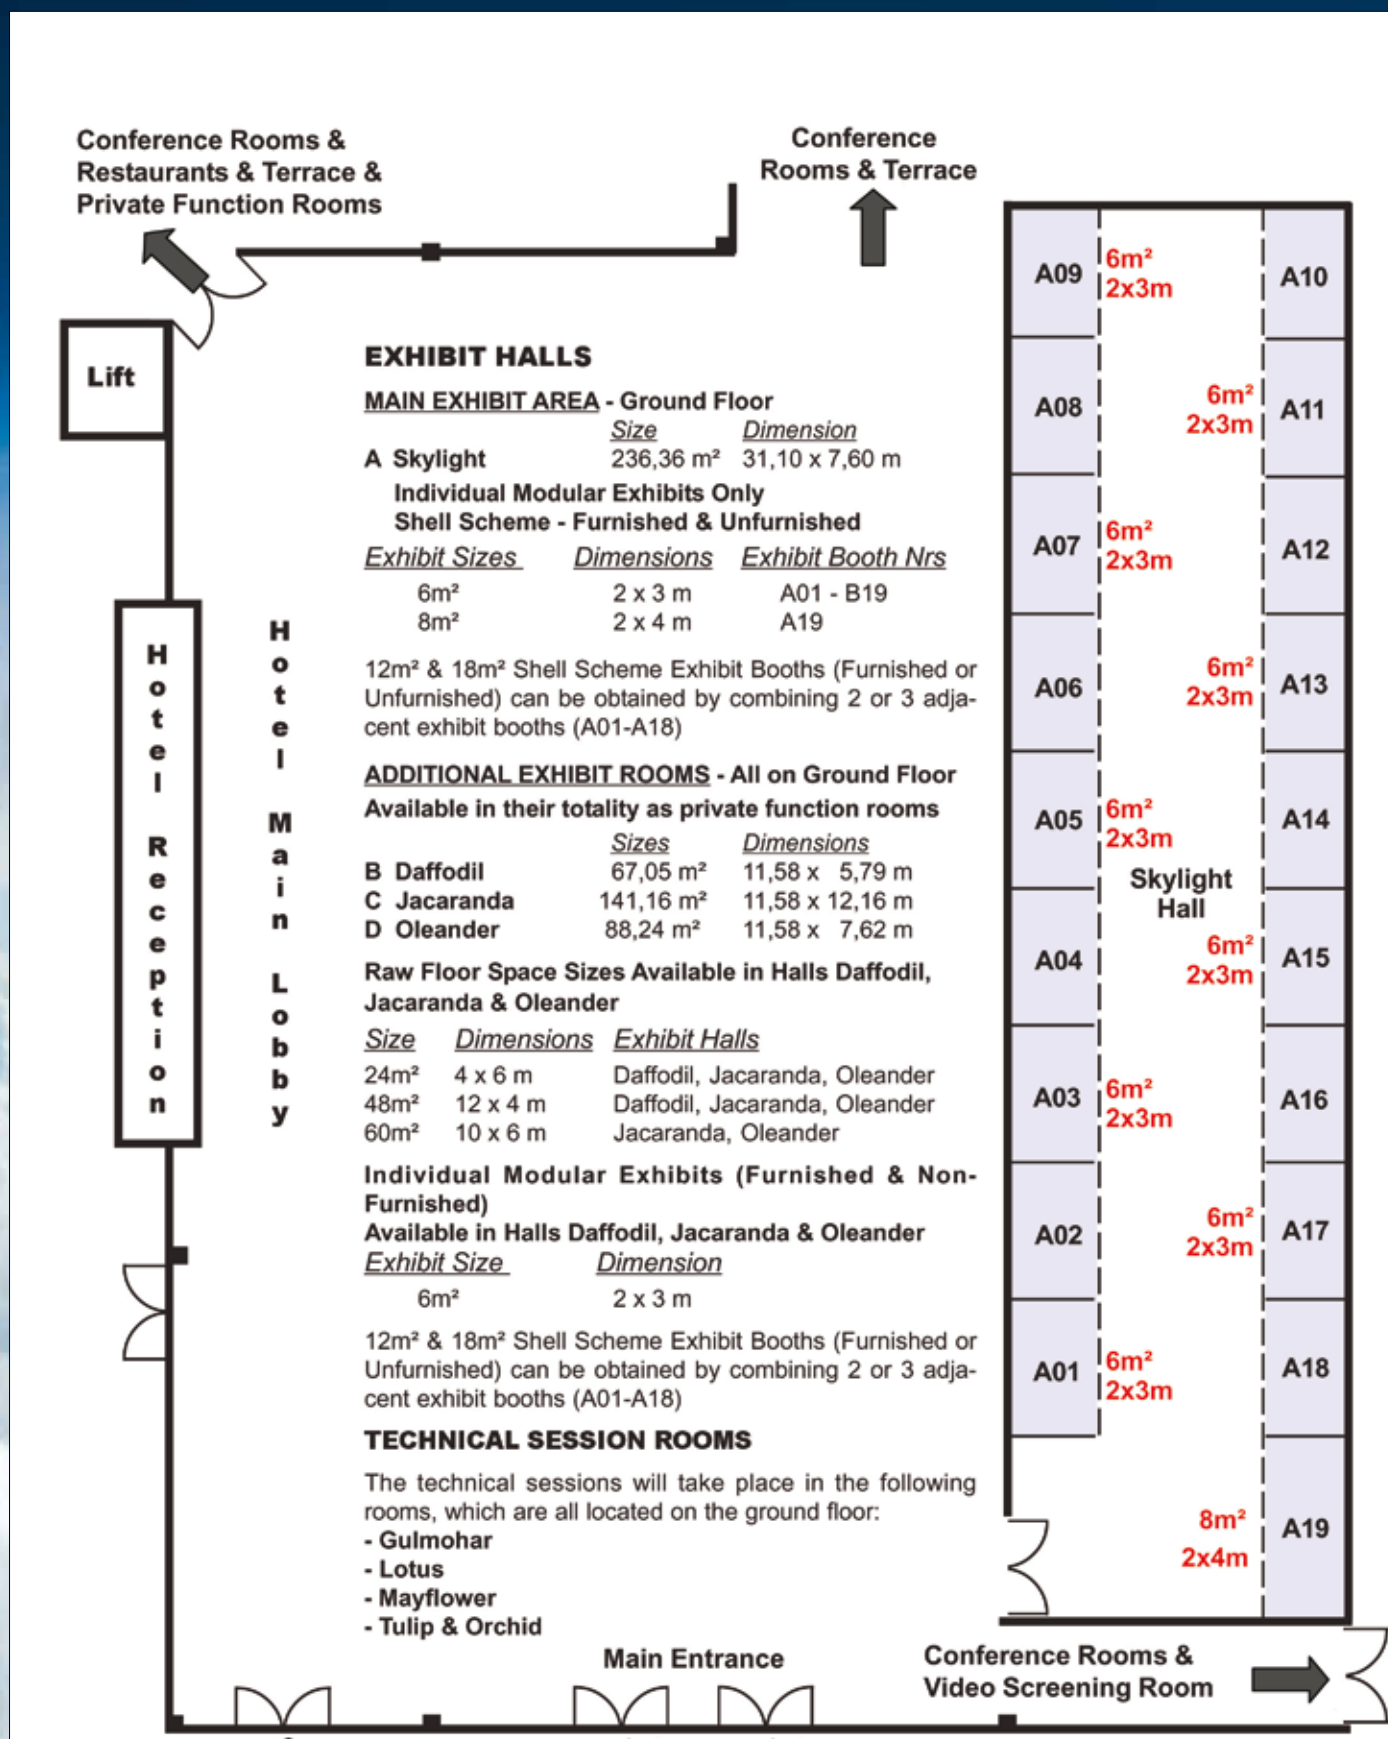 Conference Rooms &
Restaurants & Terrace &
Private Function Rooms
Conference
Rooms & Terrace
Lift
Hotel Reception
Hotel Main Lobby
EXHIBIT HALLS
MAIN EXHIBIT AREA - Ground Floor
Size Dimension
A Skylight 236,36 m² 31,10 x 7,60 m
Individual Modular Exhibits Only
Shell Scheme - Furnished & Unfurnished
Exhibit Sizes Dimensions Exhibit Booth Nrs
6m² 2 x 3 m A01 - B19
8m² 2 x 4 m A19
12m² & 18m² Shell Scheme Exhibit Booths (Furnished or
Unfurnished) can be obtained by combining 2 or 3 adja-
cent exhibit booths (A01-A18)
ADDITIONAL EXHIBIT ROOMS - All on Ground Floor
Available in their totality as private function rooms
Sizes Dimensions
B Daffodil 67,05 m² 11,58 x 5,79 m
C Jacaranda 141,16 m² 11,58 x 12,16 m
D Oleander 88,24 m² 11,58 x 7,62 m
Raw Floor Space Sizes Available in Halls Daffodil,
Jacaranda & Oleander
Size Dimensions Exhibit Halls
24m² 4 x 6 m Daffodil, Jacaranda, Oleander
48m² 12 x 4 m Daffodil, Jacaranda, Oleander
60m² 10 x 6 m Jacaranda, Oleander
Individual Modular Exhibits (Furnished & Non-
Furnished)
Available in Halls Daffodil, Jacaranda & Oleander
Exhibit Size Dimension
6m² 2 x 3 m
12m² & 18m² Shell Scheme Exhibit Booths (Furnished or
Unfurnished) can be obtained by combining 2 or 3 adja-
cent exhibit booths (A01-A18)
TECHNICAL SESSION ROOMS
The technical sessions will take place in the following
rooms, which are all located on the ground floor:
- Gulmohar
- Lotus
- Mayflower
- Tulip & Orchid
Main Entrance
Conference Rooms &
Video Screening Room
A09 6m² A10
2x3m
A08 6m² A11
2x3m
A07 6m² A12
2x3m
A06 6m² A13
2x3m
A05 6m² A14
2x3m
Skylight
Hall
A04 6m² A15
2x3m
A03 6m² A16
2x3m
A02 6m² A17
2x3m
A01 6m² A18
2x3m
8m² A19
2x4m